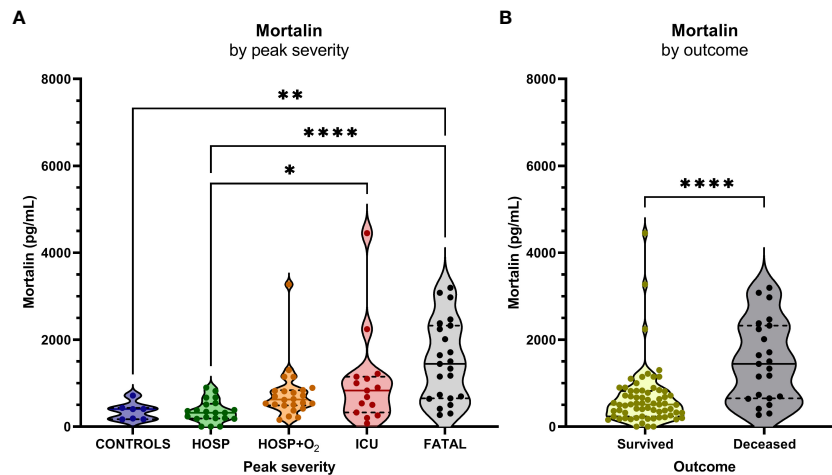 A
Mortalin
by peak severity
Mortalin (pg/mL)
8000
6000
4000
2000
0
**
****
*
CONTROLS HOSP HOSP+O₂ ICU FATAL
Peak severity
B
Mortalin
by outcome
Mortalin (pg/mL)
8000
6000
4000
2000
0
****
Survived Deceased
Outcome